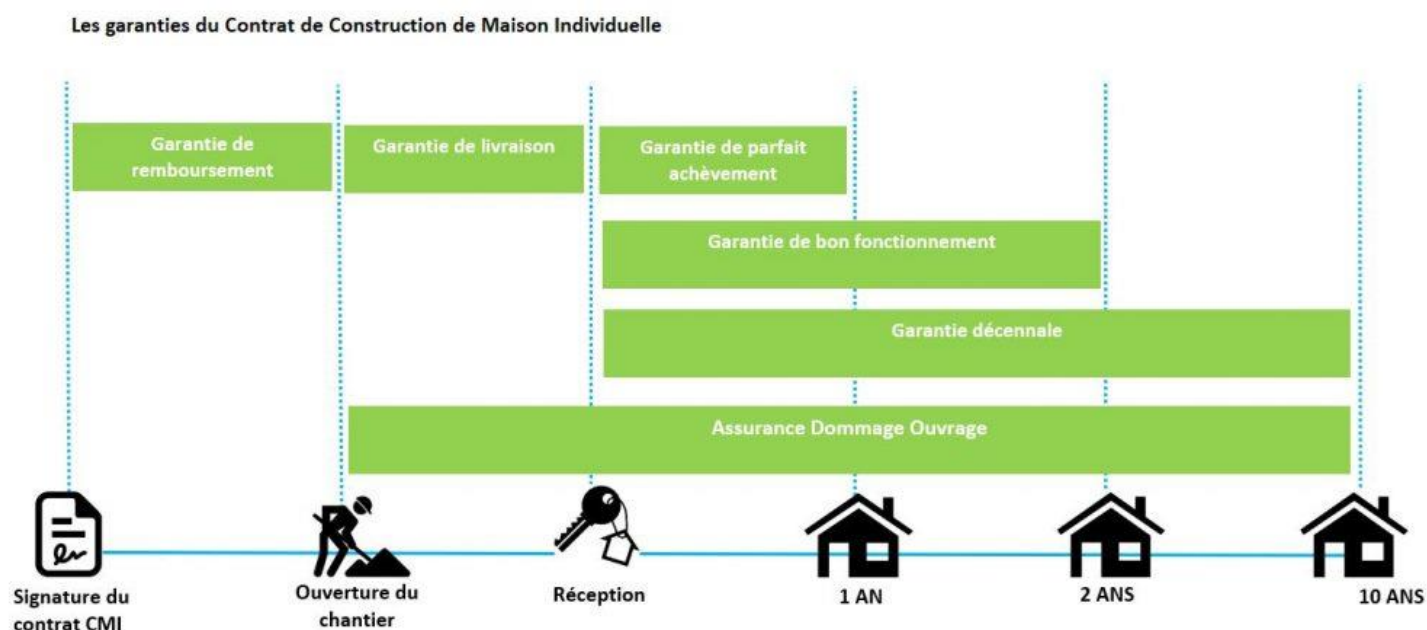 Les garanties du Contrat de Construction de Maison Individuelle
Garantie de
remboursement
Garantie de livraison
Garantie de parfait
achèvement
Garantie de bon fonctionnement
Garantie décennale
Assurance Dommage Ouvrage
Signature du
contrat CMI
Ouverture du
chantier
Réception
1 AN
2 ANS
10 ANS